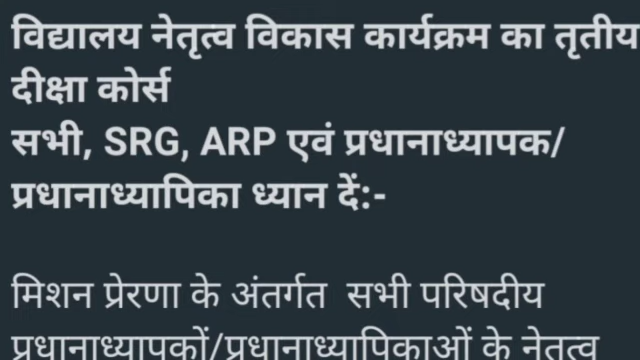 विद्यालय नेतृत्व विकास कार्यक्रम का तृतीय
दीक्षा कोर्स
सभी, SRG, ARP एवं प्रधानाध्यापक/
प्रधानाध्यापिका ध्यान दें:-
मिशन प्रेरणा के अंतर्गत सभी परिषदीय
प्रधानाध्यापकों/प्रधानाध्यापिकाओं के नेतृत्व